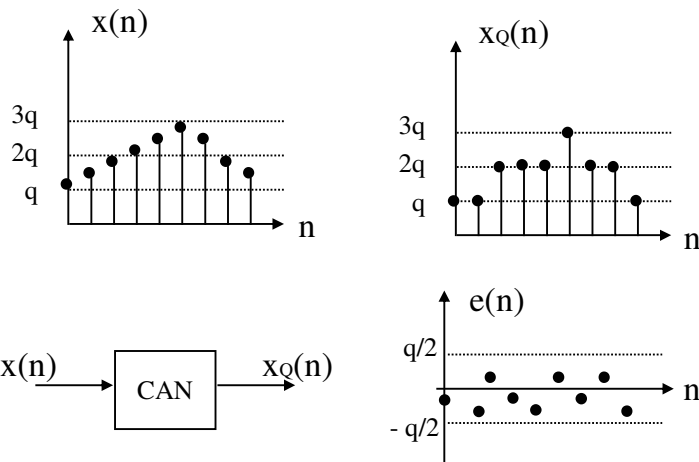 x(n)
3q
2q
q
n
xQ(n)
3q
2q
q
n
x(n)
CAN
xQ(n)
e(n)
q/2
n
- q/2